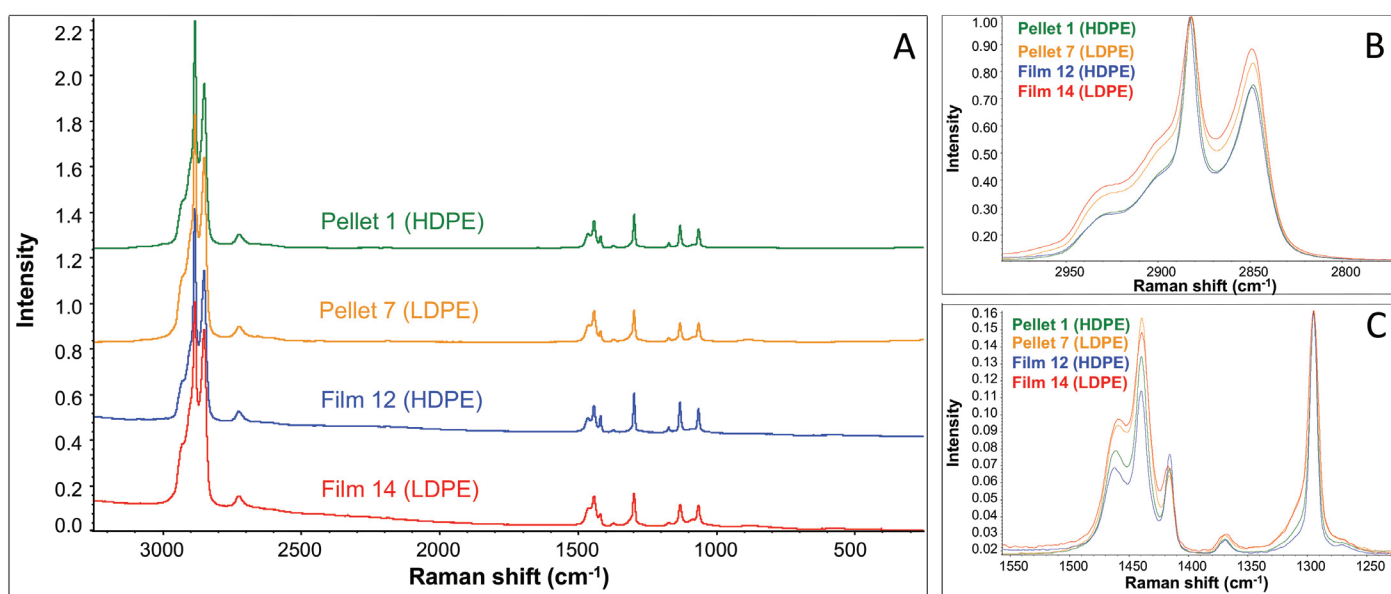 A
2.2
2.0
1.8
1.6
1.4
1.2
1.0
0.8
0.6
0.4
0.2
0.0
Intensity
Pellet 1 (HDPE)
Pellet 7 (LDPE)
Film 12 (HDPE)
Film 14 (LDPE)
3000 2500 2000 1500 1000 500
Raman shift (cm-1)
B
Pellet 1 (HDPE)
Pellet 7 (LDPE)
Film 12 (HDPE)
Film 14 (LDPE)
1.00
0.90
0.80
0.70
0.60
0.50
0.40
0.30
0.20
Intensity
2950 2900 2850 2800
Raman shift (cm-1)
C
Pellet 1 (HDPE)
Pellet 7 (LDPE)
Film 12 (HDPE)
Film 14 (LDPE)
0.16
0.15
0.14
0.13
0.12
0.11
0.10
0.09
0.08
0.07
0.06
0.05
0.04
0.03
0.02
Intensity
1550 1500 1450 1400 1350 1300 1250
Raman shift (cm-1)